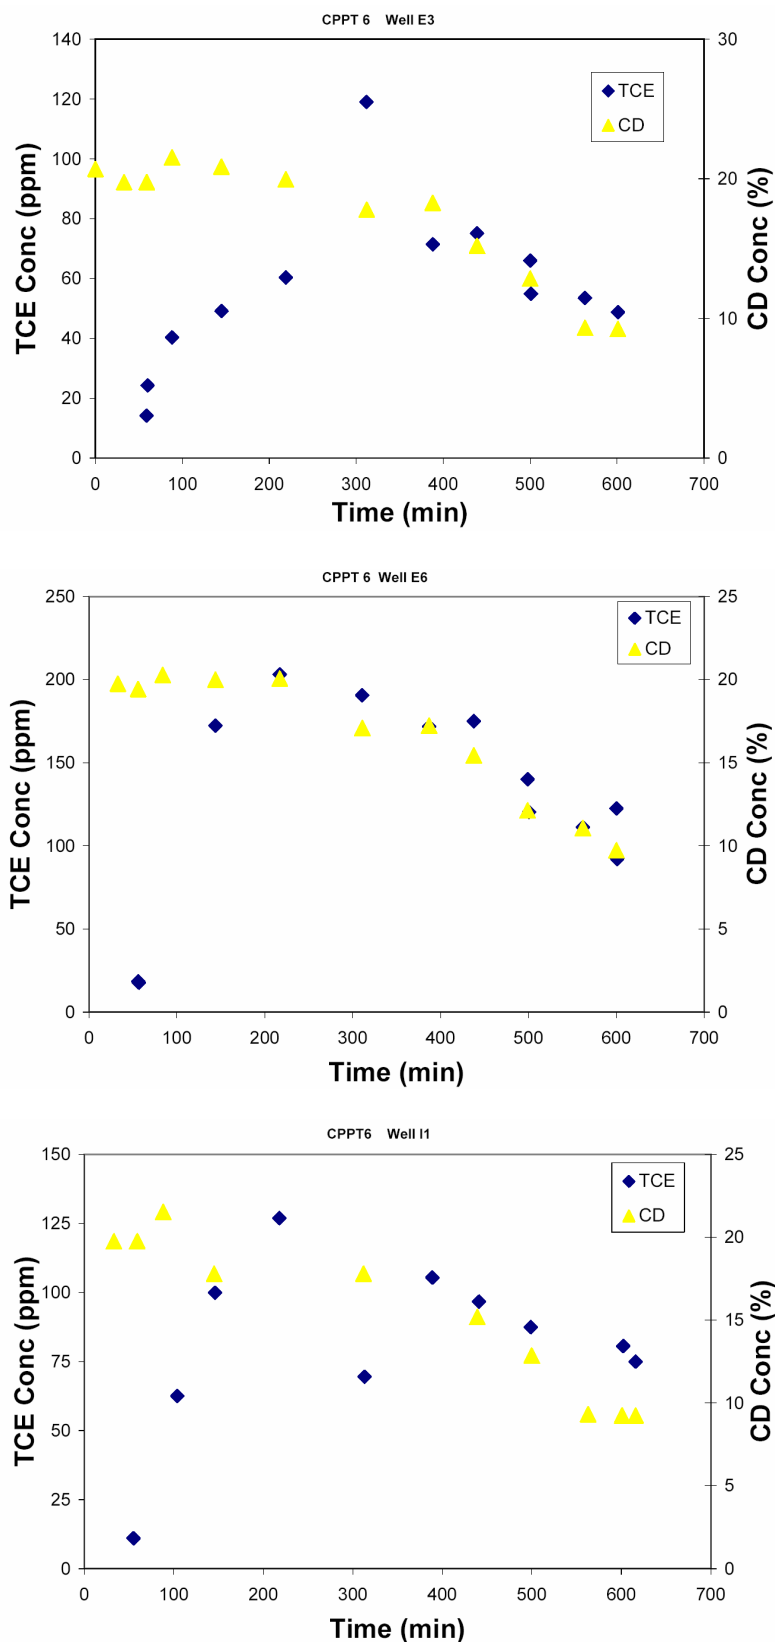 CPPT 6 Well E3
140
120
100
80
60
40
20
0
30
20
10
0
TCE
CD
TCE Conc (ppm)
CD Conc (%)
0 100 200 300 400 500 600 700
Time (min)
CPPT 6 Well E6
250
200
150
100
50
0
25
20
15
10
5
0
TCE
CD
TCE Conc (ppm)
CD Conc (%)
0 100 200 300 400 500 600 700
Time (min)
CPPT6 Well I1
150
125
100
75
50
25
0
25
20
15
10
5
0
TCE
CD
TCE Conc (ppm)
CD Conc (%)
0 100 200 300 400 500 600 700
Time (min)